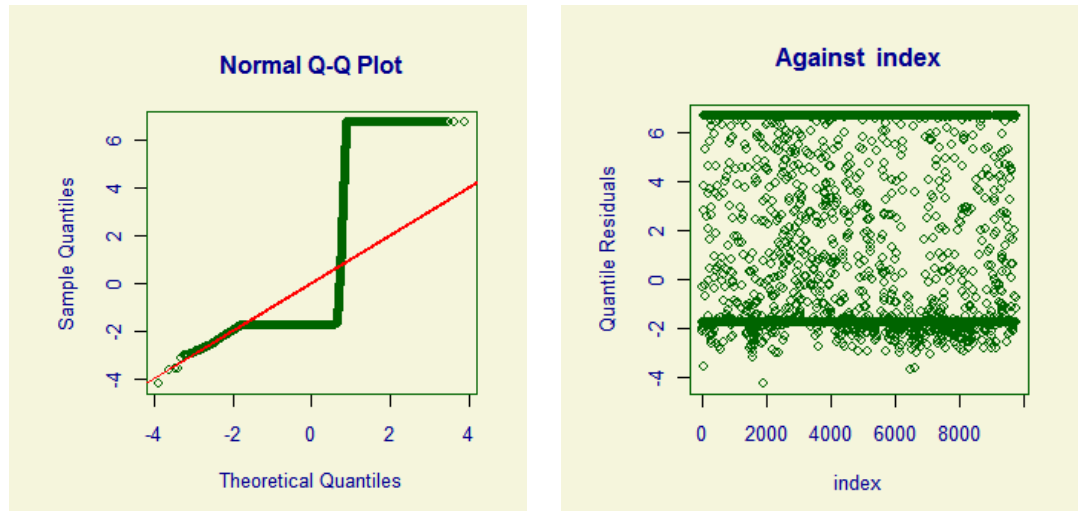 Normal Q-Q Plot
6
4
2
0
-2
-4
Sample Quantiles
-4 -2 0 2 4
Theoretical Quantiles
Against index
6
4
2
0
-2
-4
Quantile Residuals
0 2000 4000 6000 8000
index